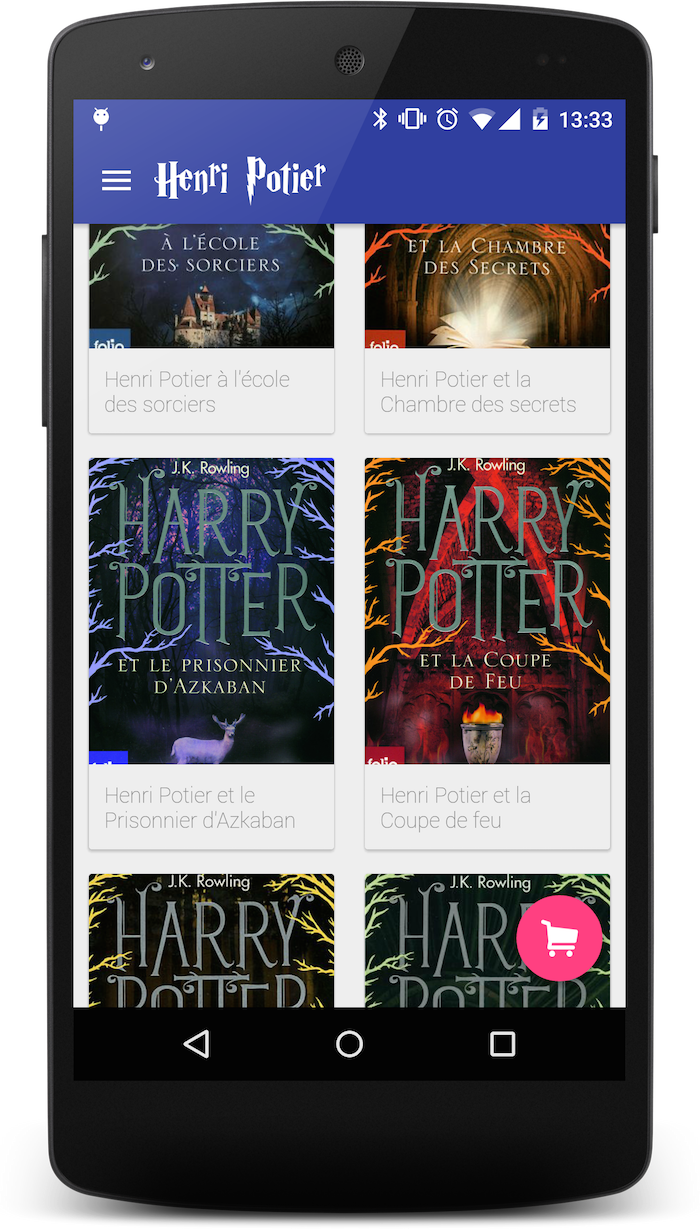 13:33
Henri Potier
À L'ÉCOLE
DES SORCIERS
folio
Henri Potier à l'école
des sorciers
ET LA CHAMBRE
DES SECRETS
folio
Henri Potier et la
Chambre des secrets
J.K. Rowling
HARRY
POTTER
ET LE PRISONNIER
D'AZKABAN
Henri Potier et le
Prisonnier d'Azkaban
J.K. Rowling
HARRY
POTTER
ET LA COUPE
DE FEU
folio
Henri Potier et la
Coupe de feu
J.K. Rowling
HARRY
POTTER
J.K. Rowling
HAR
POTTER